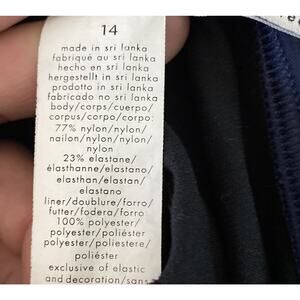 14
made in sri lanka
fabriqué au sri lanka
hecho en sri lanka
hergestellt in sri lanka
prodotto in sri lanka
fabricado no sri lanka
body/corps/cuerpo/
corpus/corpo/corpo:
77% nylon/nylon/
nailon/nylon/nylon/
nylon
23% elastane/
élasthanne/elastano/
elasthan/elastan/
elastano
liner/doublure/forro/
futter/fodera/forro:
100% polyester/
polyester/poliéster/
polyester/poliestere/
poliéster
exclusive of elastic
and decoration/sans